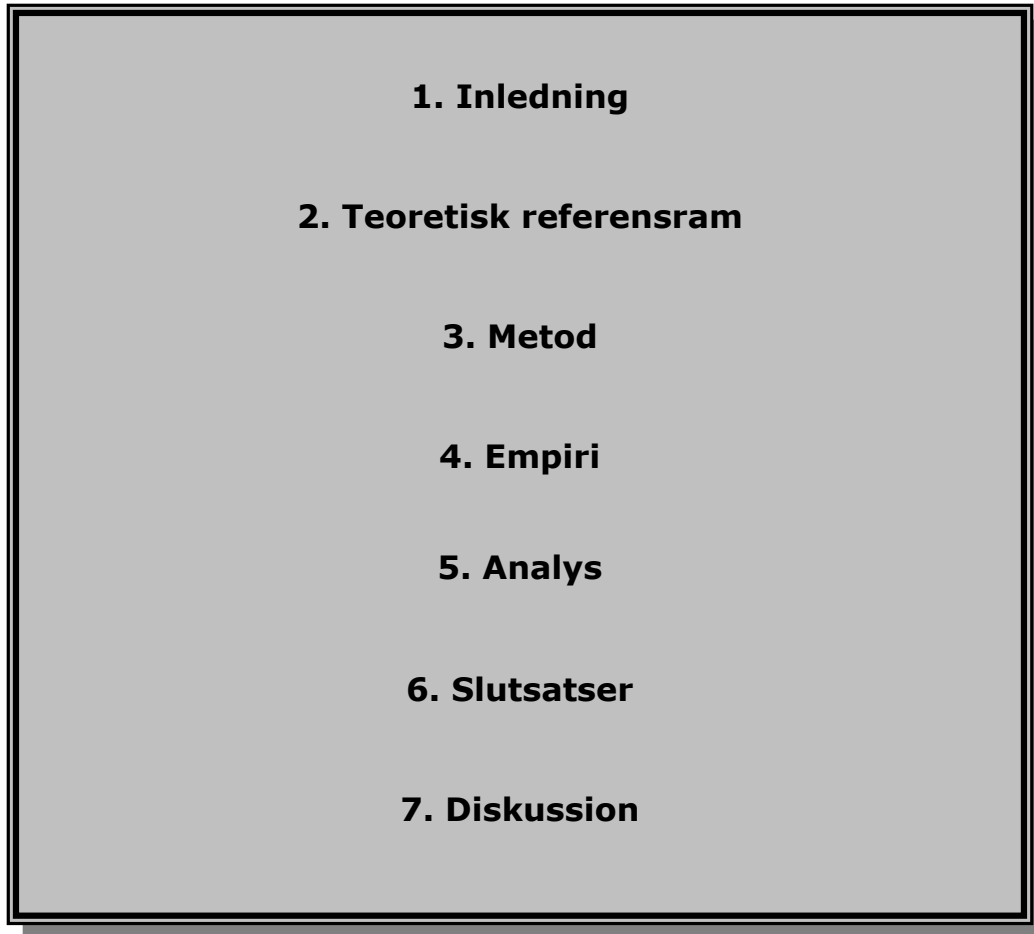 1. Inledning
2. Teoretisk referensram
3. Metod
4. Empiri
5. Analys
6. Slutsatser
7. Diskussion